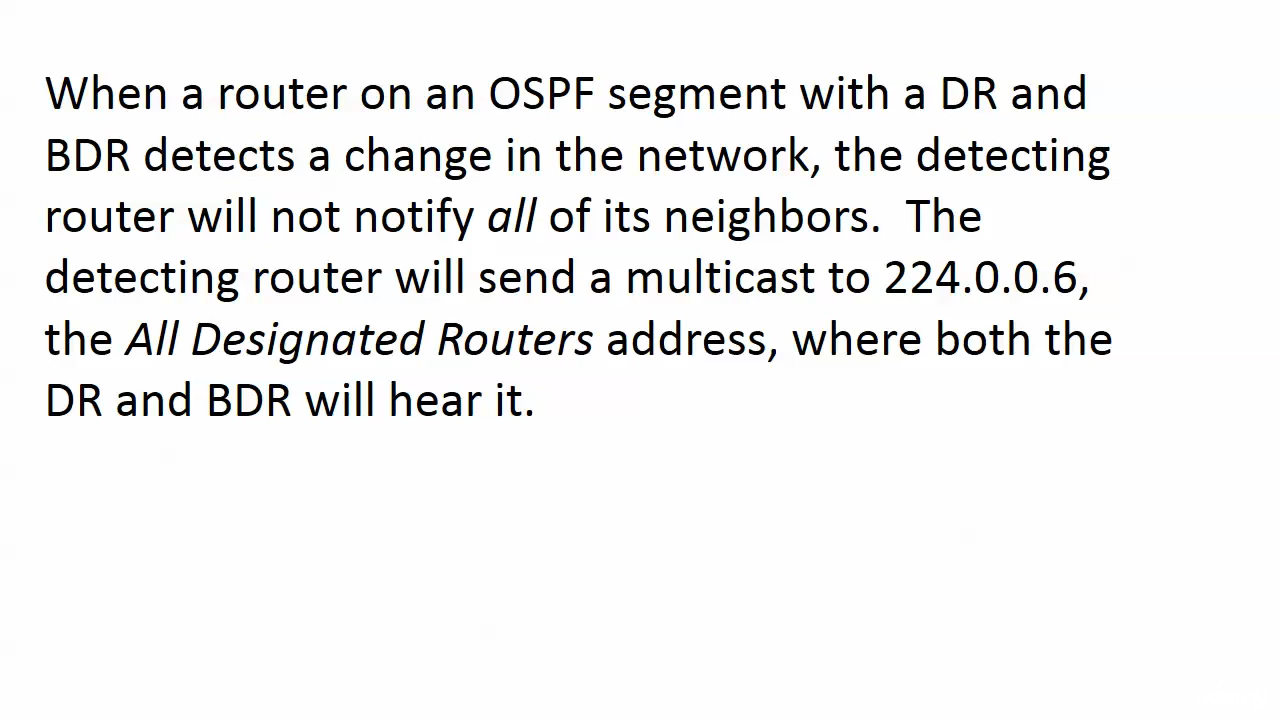 When a router on an OSPF segment with a DR and
BDR detects a change in the network, the detecting
router will not notify all of its neighbors.  The
detecting router will send a multicast to 224.0.0.6,
the All Designated Routers address, where both the
DR and BDR will hear it.